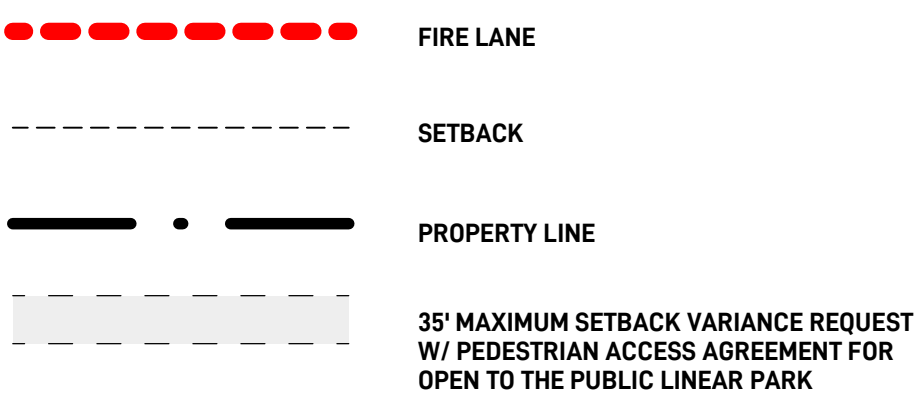 FIRE LANE
SETBACK
PROPERTY LINE
35' MAXIMUM SETBACK VARIANCE REQUEST
W/ PEDESTRIAN ACCESS AGREEMENT FOR
OPEN TO THE PUBLIC LINEAR PARK